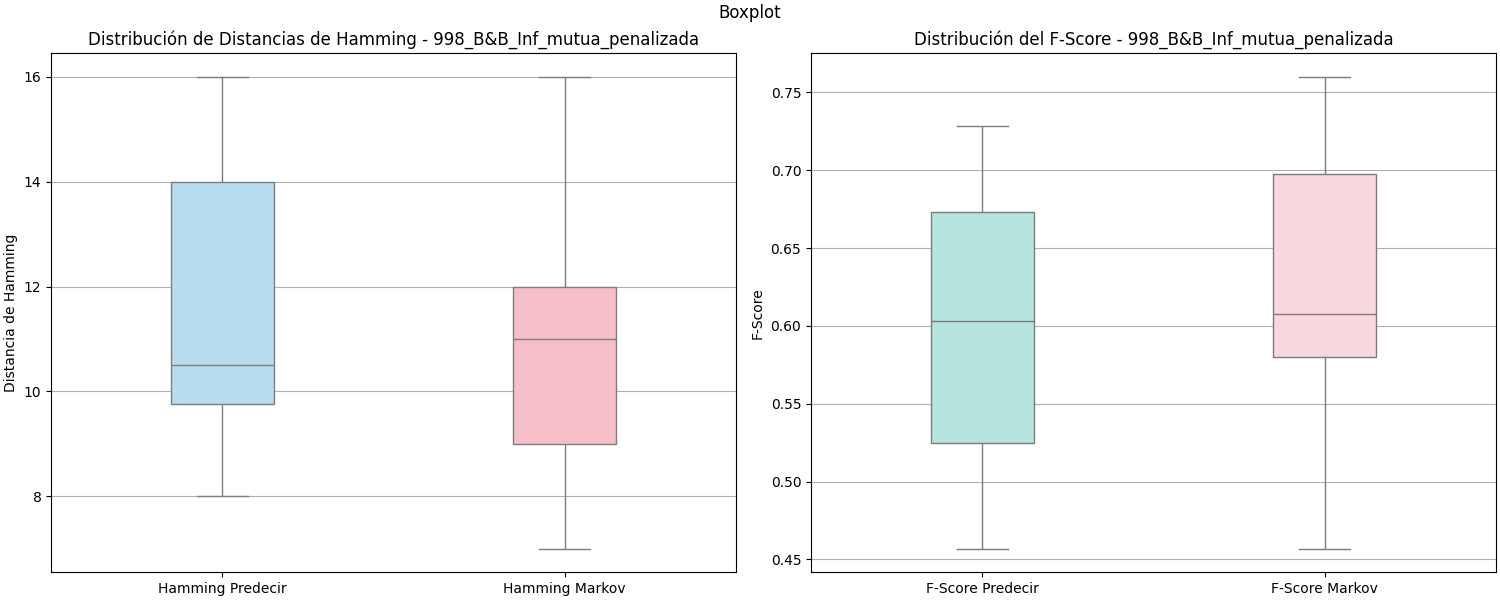 Boxplot
Distribución de Distancias de Hamming - 998_B&B_Inf_mutua_penalizada
Distancia de Hamming
16
14
12
10
8
Hamming Predecir
Hamming Markov
Distribución del F-Score - 998_B&B_Inf_mutua_penalizada
F-Score
0.75
0.70
0.65
0.60
0.55
0.50
0.45
F-Score Predecir
F-Score Markov